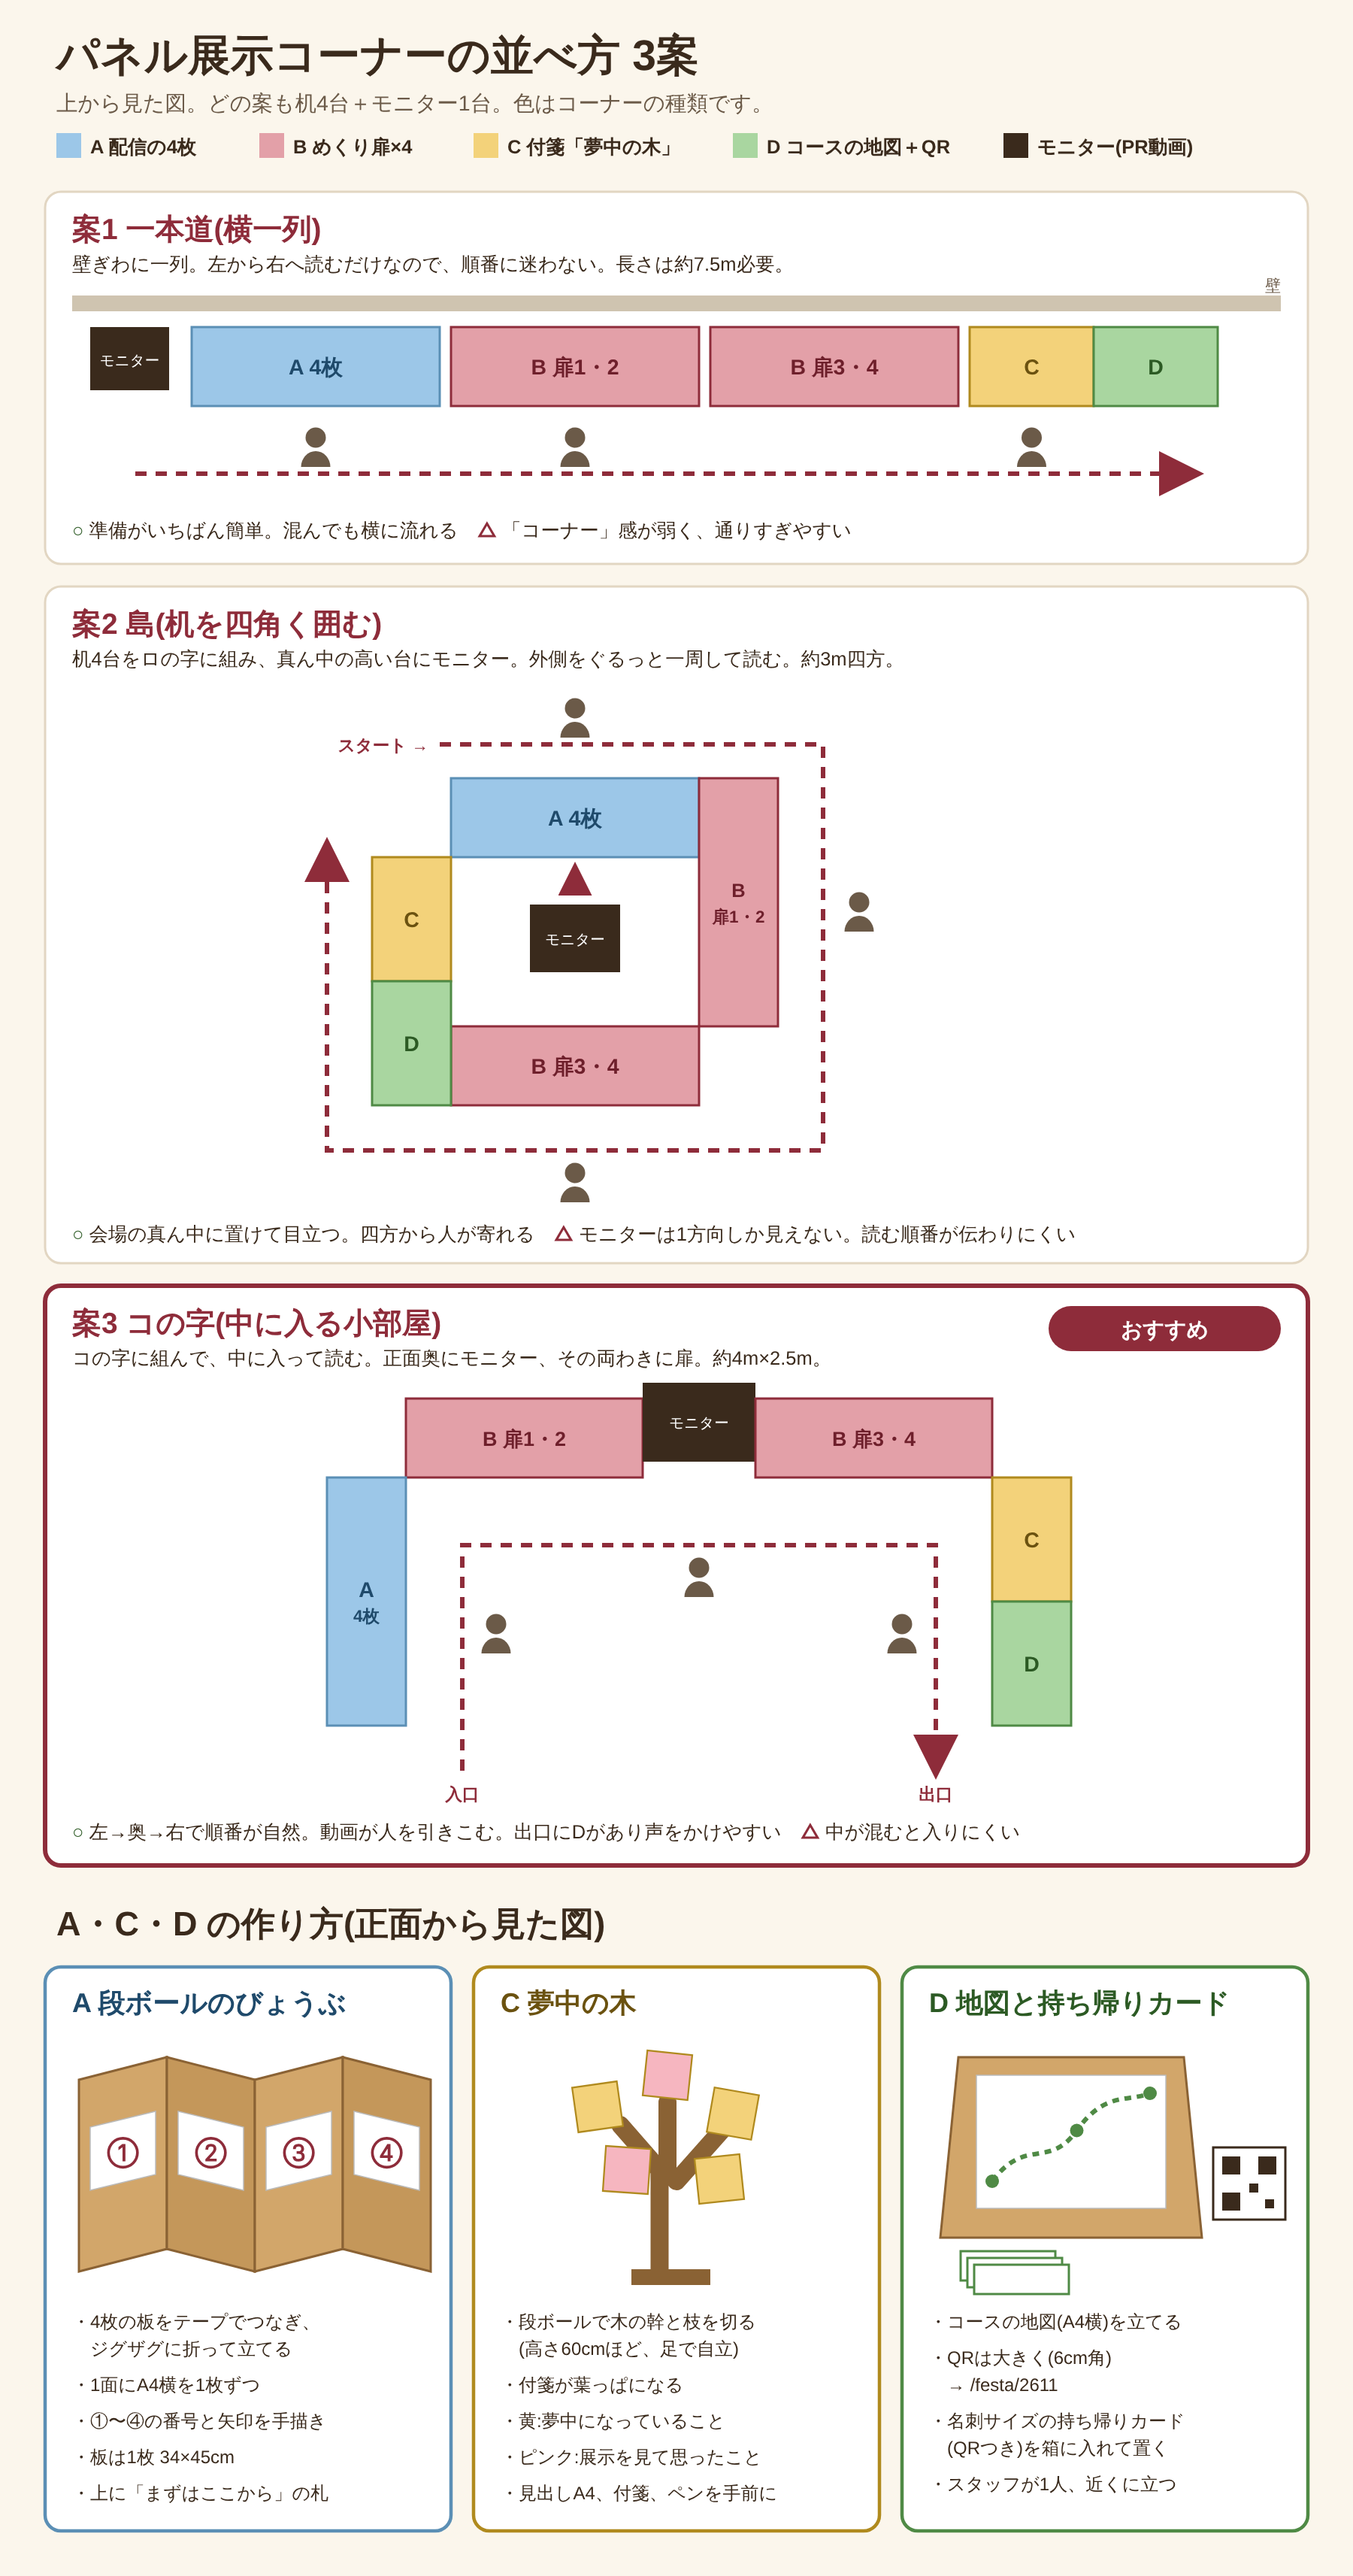 パネル展示コーナーの並べ方 3案
上から見た図。どの案も机4台＋モニター1台。色はコーナーの種類です。
A 配信の4枚
B めくり扉×4
C 付箋「夢中の木」
D コースの地図＋QR
モニター(PR動画)
案1 一本道(横一列)
壁ぎわに一列。左から右へ読むだけなので、順番に迷わない。長さは約7.5m必要。
壁
モニター
A 4枚
B 扉1・2
B 扉3・4
C
D
○ 準備がいちばん簡単。混んでも横に流れる　△ 「コーナー」感が弱く、通りすぎやすい
案2 島(机を四角く囲む)
机4台をロの字に組み、真ん中の高い台にモニター。外側をぐるっと一周して読む。約3m四方。
スタート →
A 4枚
B
扉1・2
C
モニター
D
B 扉3・4
○ 会場の真ん中に置けて目立つ。四方から人が寄れる　△ モニターは1方向しか見えない。読む順番が伝わりにくい
案3 コの字(中に入る小部屋)
おすすめ
コの字に組んで、中に入って読む。正面奥にモニター、その両わきに扉。約4m×2.5m。
B 扉1・2
モニター
B 扉3・4
A
4枚
C
D
入口
出口
○ 左→奥→右で順番が自然。動画が人を引きこむ。出口にDがあり声をかけやすい　△ 中が混むと入りにくい
A・C・D の作り方(正面から見た図)
A 段ボールのびょうぶ
①
②
③
④
・4枚の板をテープでつなぎ、
ジグザグに折って立てる
・1面にA4横を1枚ずつ
・①〜④の番号と矢印を手描き
・板は1枚 34×45cm
・上に「まずはここから」の札
C 夢中の木
・段ボールで木の幹と枝を切る
(高さ60cmほど、足で自立)
・付箋が葉っぱになる
・黄:夢中になっていること
・ピンク:展示を見て思ったこと
・見出しA4、付箋、ペンを手前に
D 地図と持ち帰りカード
・コースの地図(A4横)を立てる
・QRは大きく(6cm角)
→ /festa/2611
・名刺サイズの持ち帰りカード
(QRつき)を箱に入れて置く
・スタッフが1人、近くに立つ